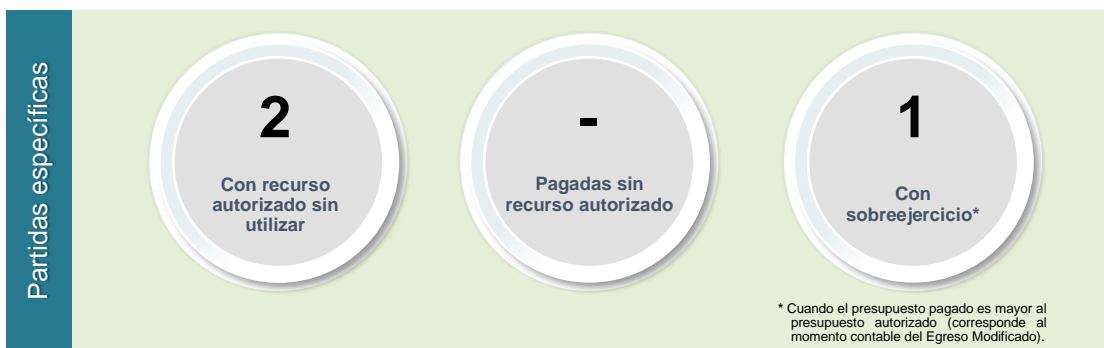 Partidas específicas
2
Con recurso
autorizado sin
utilizar
-
Pagadas sin
recurso autorizado
1
Con
sobreejercicio*
* Cuando el presupuesto pagado es mayor al
presupuesto autorizado (corresponde al
momento contable del Egreso Modificado).